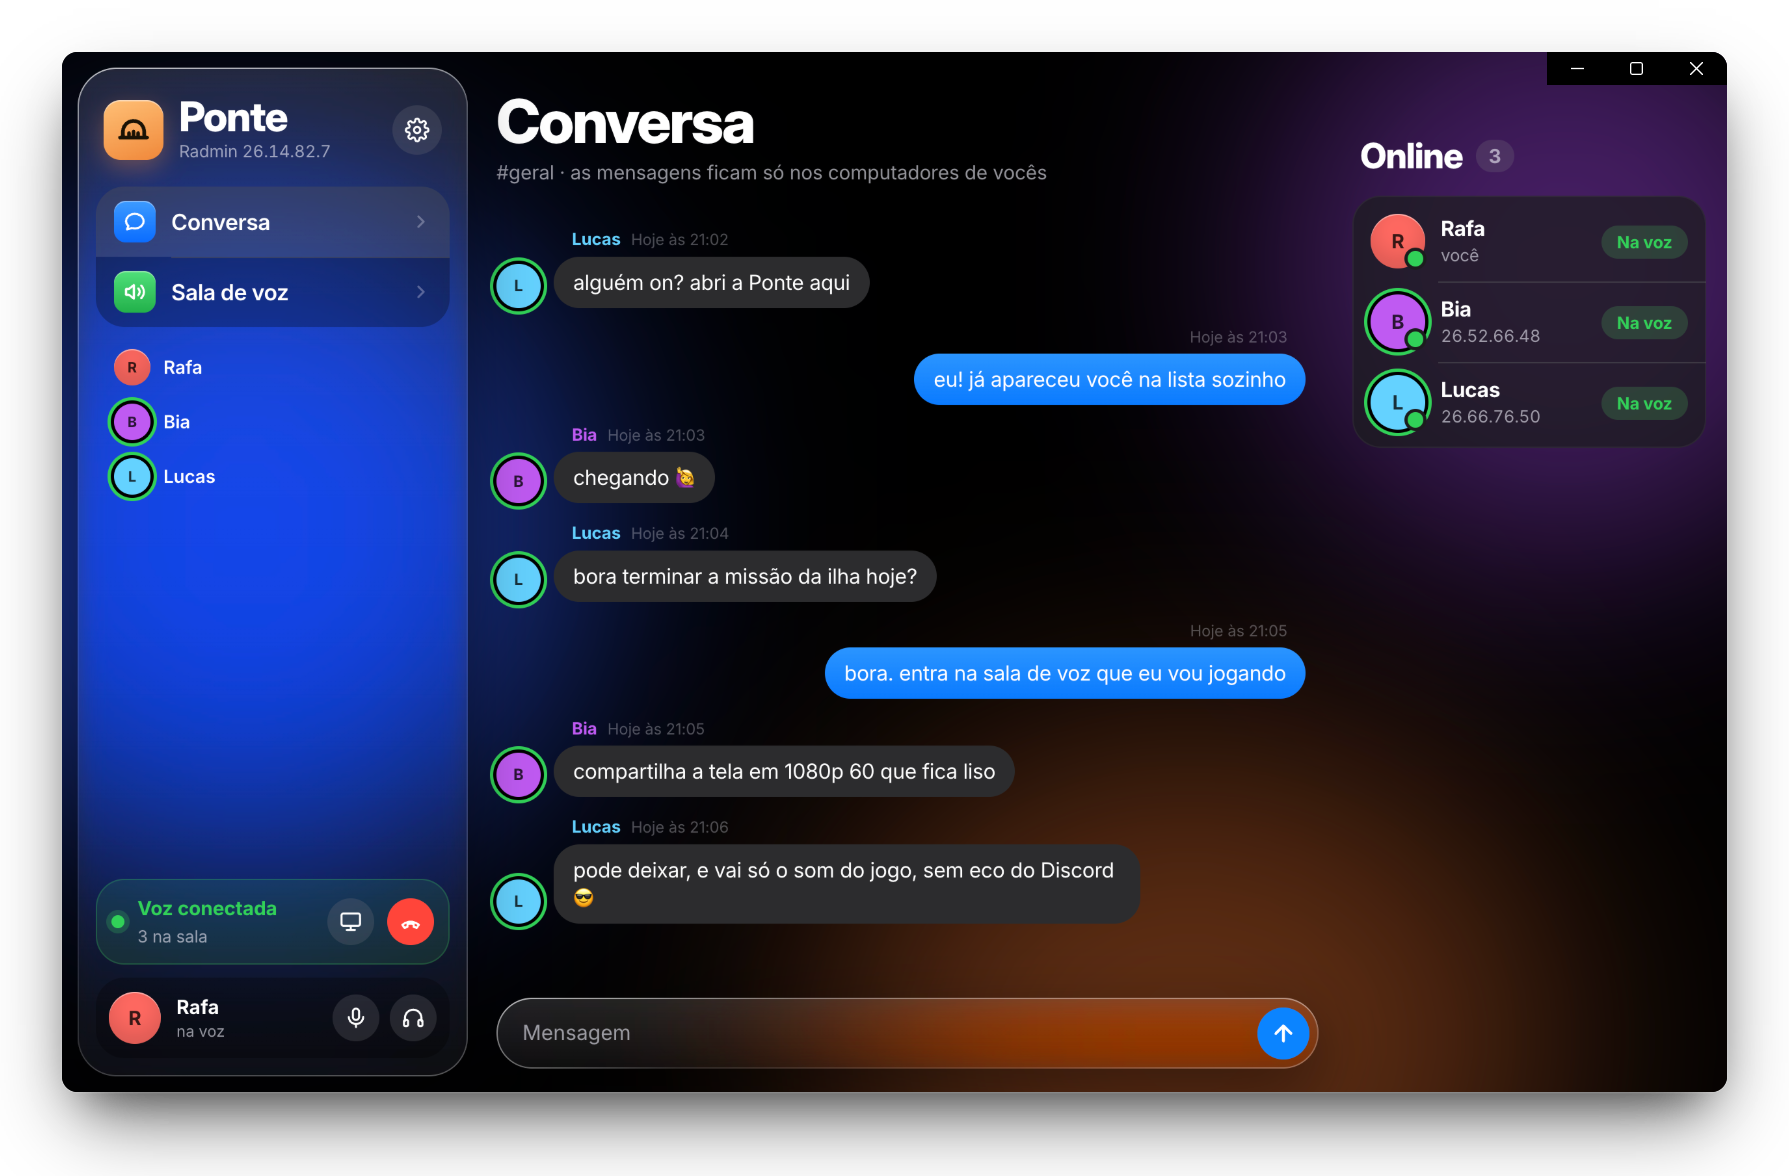 Ponte
Radmin 26.14.82.7
Conversa
Sala de voz
R Rafa
B Bia
L Lucas
Voz conectada
3 na sala
R Rafa
na voz
Conversa
#geral · as mensagens ficam só nos computadores de vocês
Lucas Hoje às 21:02
L alguém on? abri a Ponte aqui
Hoje às 21:03
eu! já apareceu você na lista sozinho
Bia Hoje às 21:03
B chegando 🙋
Lucas Hoje às 21:04
L bora terminar a missão da ilha hoje?
Hoje às 21:05
bora. entra na sala de voz que eu vou jogando
Bia Hoje às 21:05
B compartilha a tela em 1080p 60 que fica liso
Lucas Hoje às 21:06
pode deixar, e vai só o som do jogo, sem eco do Discord
L 😎
Mensagem
Online 3
R Rafa Na voz
você
B Bia Na voz
26.52.66.48
L Lucas Na voz
26.66.76.50